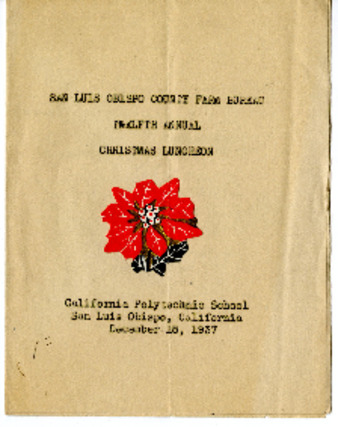 SAN LUIS OBISPO COUNTY FARM BUREAU
TWELFTH ANNUAL
CHRISTMAS LUNCHEON
California Polytechnic School
San Luis Obispo, California
December 18, 1937